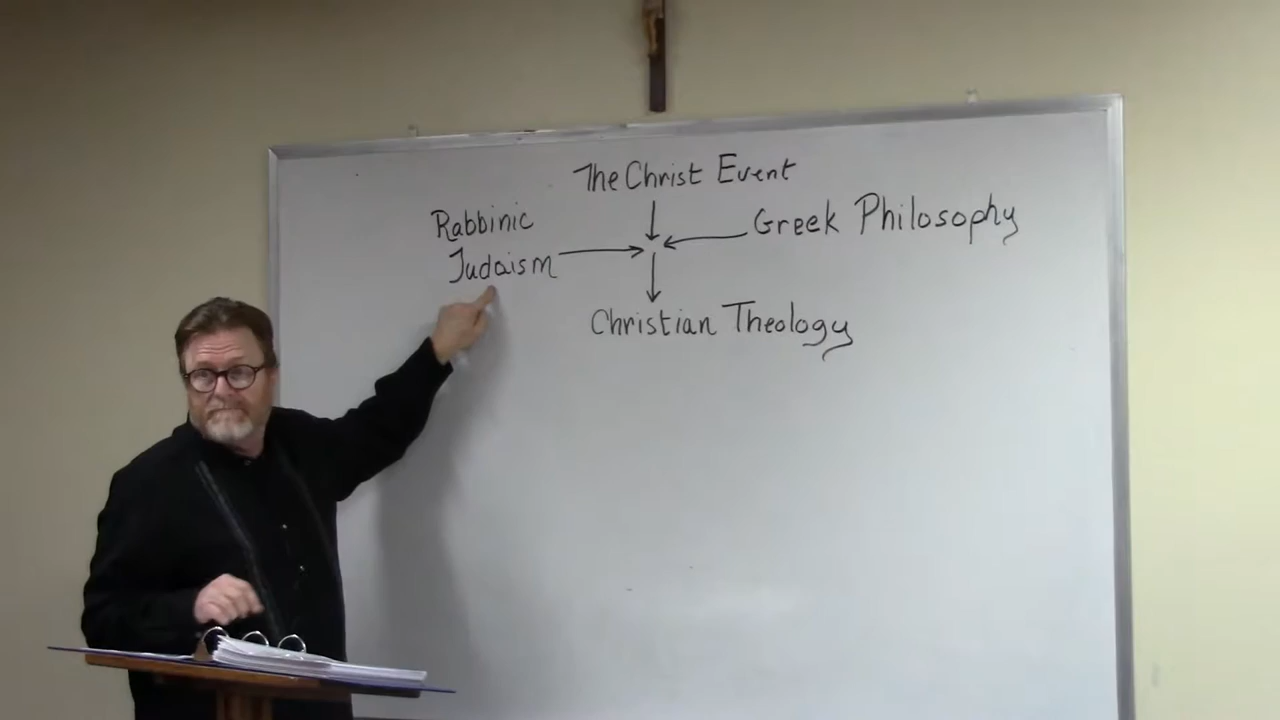 The Christ Event
Rabbinic
Judaism
Greek Philosophy
Christian Theology